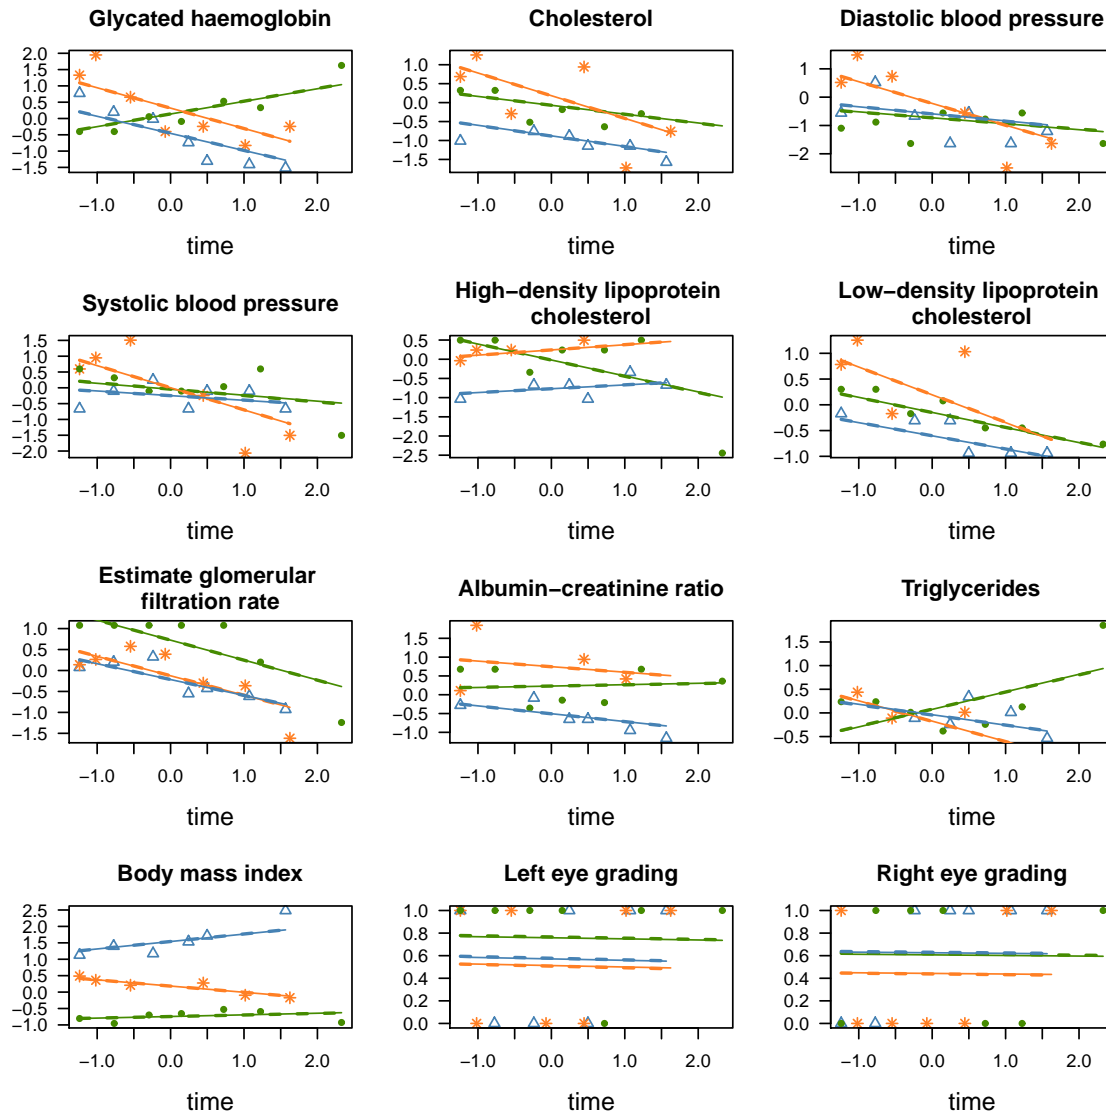 Glycated haemoglobin
2.0
1.5
1.0
0.5
0.0
−0.5
−1.0
−1.5
−1.0 0.0 1.0 2.0
time
Cholesterol
1.0
0.5
0.0
−0.5
−1.0
−1.5
−1.0 0.0 1.0 2.0
time
Diastolic blood pressure
1
0
−1
−2
−1.0 0.0 1.0 2.0
time
Systolic blood pressure
1.5
1.0
0.5
0.0
−0.5
−1.0
−1.5
−2.0
−1.0 0.0 1.0 2.0
time
High−density lipoprotein
cholesterol
0.5
0.0
−0.5
−1.0
−1.5
−2.0
−2.5
−1.0 0.0 1.0 2.0
time
Low−density lipoprotein
cholesterol
1.0
0.5
0.0
−0.5
−1.0
−1.0 0.0 1.0 2.0
time
Estimate glomerular
filtration rate
1.0
0.5
0.0
−0.5
−1.0
−1.5
−1.0 0.0 1.0 2.0
time
Albumin−creatinine ratio
1.5
1.0
0.5
0.0
−0.5
−1.0
−1.0 0.0 1.0 2.0
time
Triglycerides
1.5
1.0
0.5
0.0
−0.5
−1.0 0.0 1.0 2.0
time
Body mass index
2.5
2.0
1.5
1.0
0.5
0.0
−0.5
−1.0
−1.0 0.0 1.0 2.0
time
Left eye grading
1.0
0.8
0.6
0.4
0.2
0.0
−1.0 0.0 1.0 2.0
time
Right eye grading
1.0
0.8
0.6
0.4
0.2
0.0
−1.0 0.0 1.0 2.0
time